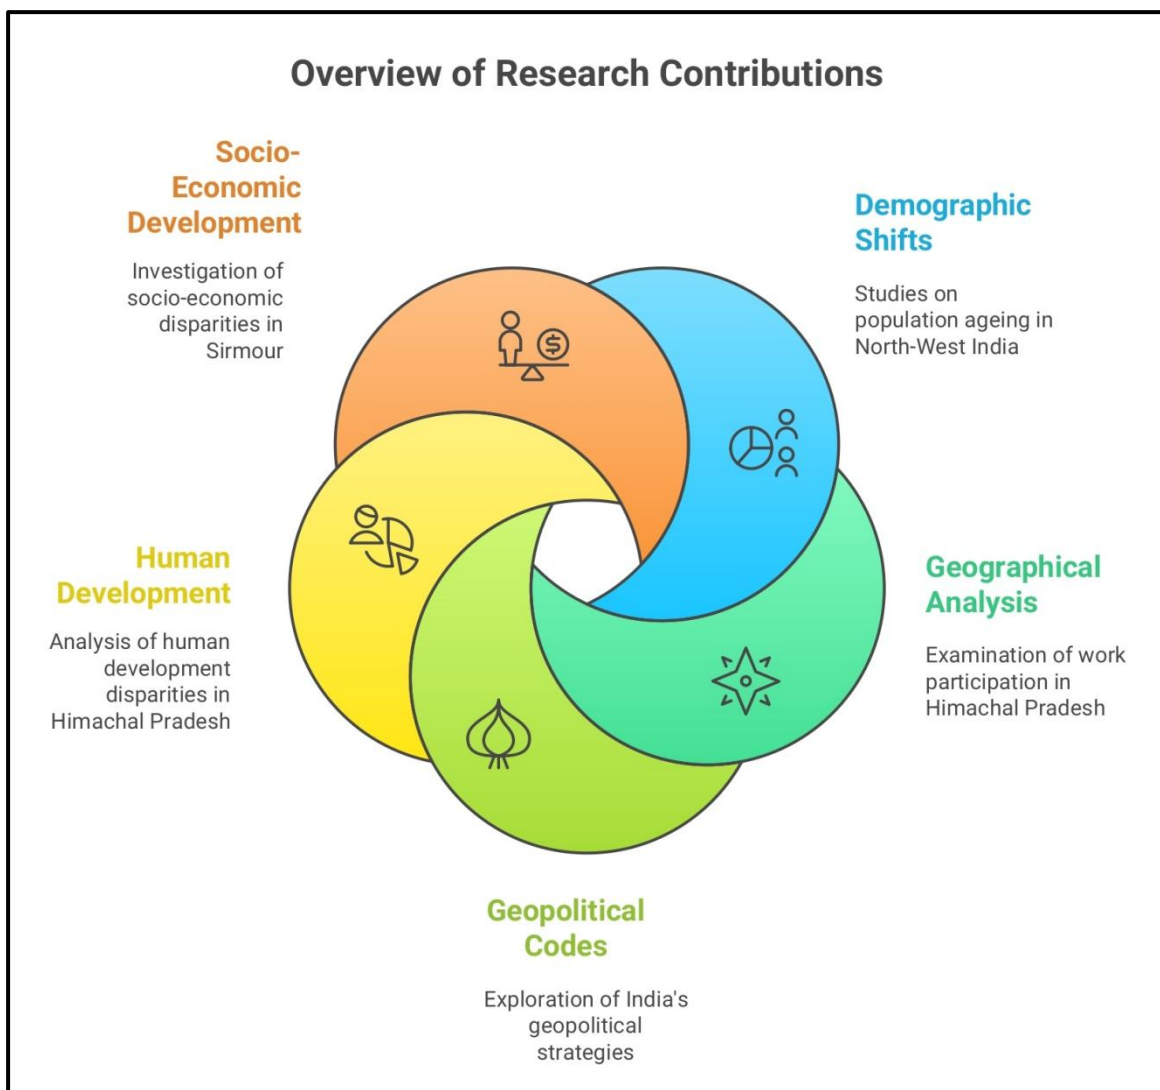 Overview of Research Contributions
Socio-
Economic
Development
Investigation of
socio-economic
disparities in
Sirmour
Demographic
Shifts
Studies on
population ageing in
North-West India
$
Human
Development
Analysis of human
development
disparities in
Himachal Pradesh
Geographical
Analysis
Examination of work
participation in
Himachal Pradesh
Geopolitical
Codes
Exploration of India's
geopolitical
strategies